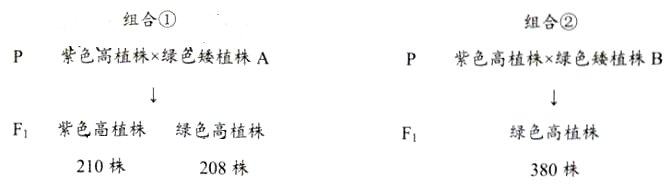 组合① 组合②
P 紫色高植株×绿色矮植株 A P 紫色高植株×绿色矮植株 B
↓ ↓
F₁ 紫色高植株 绿色高植株 F₁ 绿色高植株
210 株 208 株 380 株